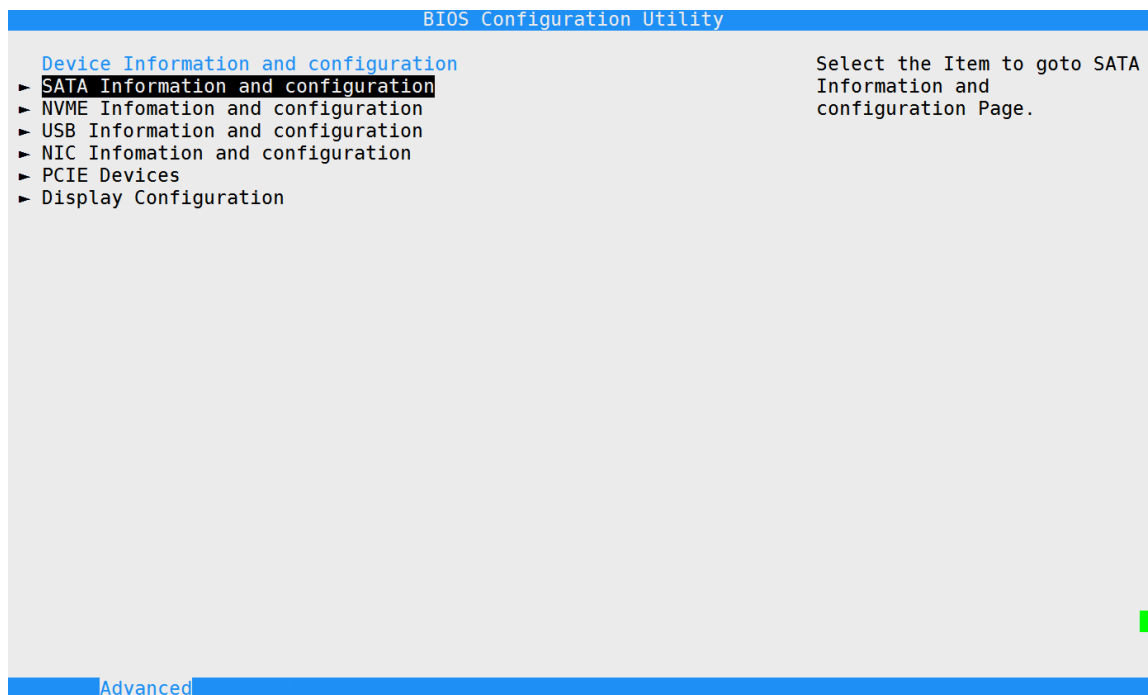 BIOS Configuration Utility
Device Information and configuration
► SATA Information and configuration
► NVME Infomation and configuration
► USB Information and configuration
► NIC Infomation and configuration
► PCIE Devices
► Display Configuration
Select the Item to goto SATA
Information and
configuration Page.
Advanced